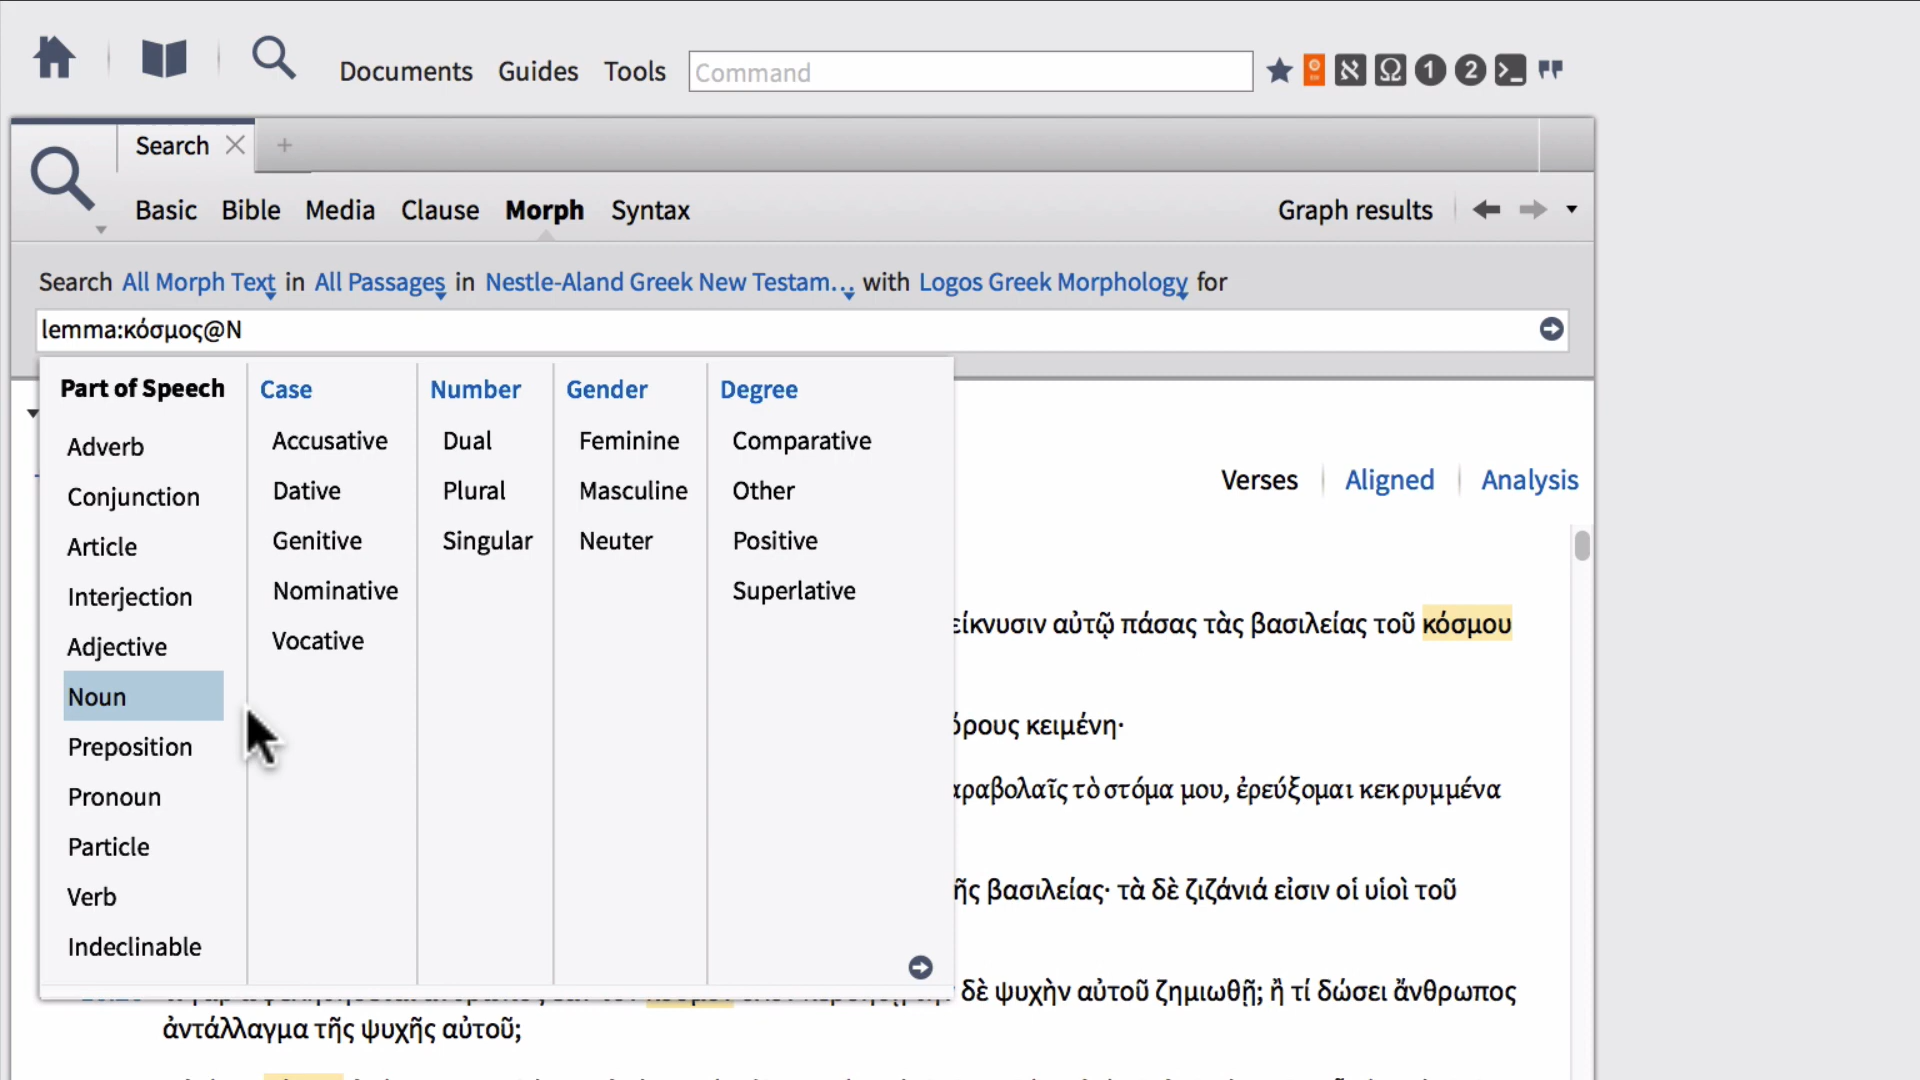 Documents Guides Tools Command
Search
Basic Bible Media Clause Morph Syntax Graph results
Search All Morph Text in All Passages in Nestle-Aland Greek New Testam... with Logos Greek Morphology for
lemma:κόσμος@N
Part of Speech Case Number Gender Degree
Adverb Accusative Dual Feminine Comparative
Conjunction Dative Plural Masculine Other
Article Genitive Singular Neuter Positive
Interjection Nominative Superlative
Adjective Vocative
Noun
Preposition
Pronoun
Particle
Verb
Indeclinable
Verses Aligned Analysis
αὐτῷ πάσας τὰς βασιλείας τοῦ κόσμου
κειμένη·
τὸ στόμα μου, ἐρεύξομαι κεκρυμμένα
βασιλείας· τὰ δὲ ζιζάνιά εἰσιν οἱ υἱοὶ τοῦ
δὲ ψυχὴν αὐτοῦ ζημιωθῇ; ἢ τί δώσει ἄνθρωπος
ἀντάλλαγμα τῆς ψυχῆς αὐτοῦ;